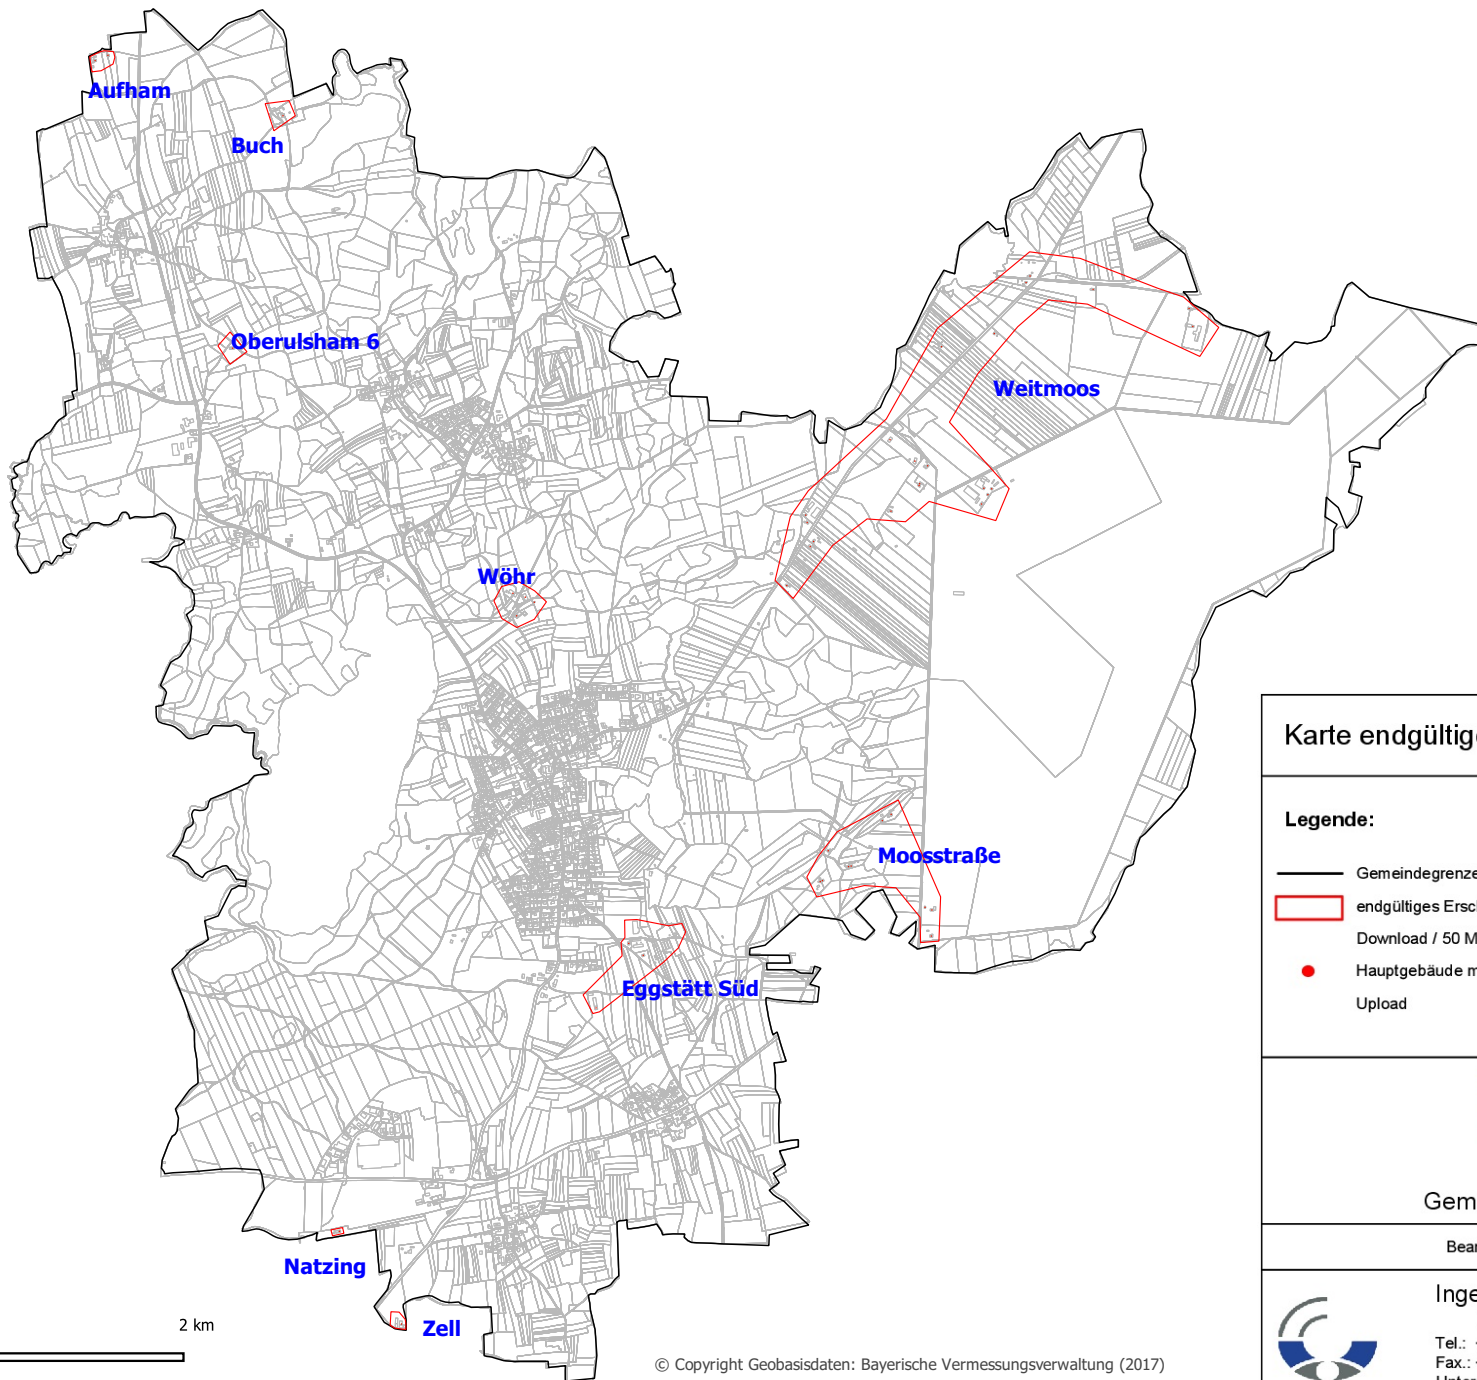 Aufham
Buch
Oberulsham 6
Weitmoos
Wöhr
Moosstraße
Eggstätt Süd
Natzing
Zell
2 km
© Copyright Geobasisdaten: Bayerische Vermessungsverwaltung (2017)
Karte endgültig
Legende:
Gemeindegrenze
endgültiges Ersc
Download / 50 M
Hauptgebäude m
Upload
Gem
Bear
Inge
Tel.:
Fax.: